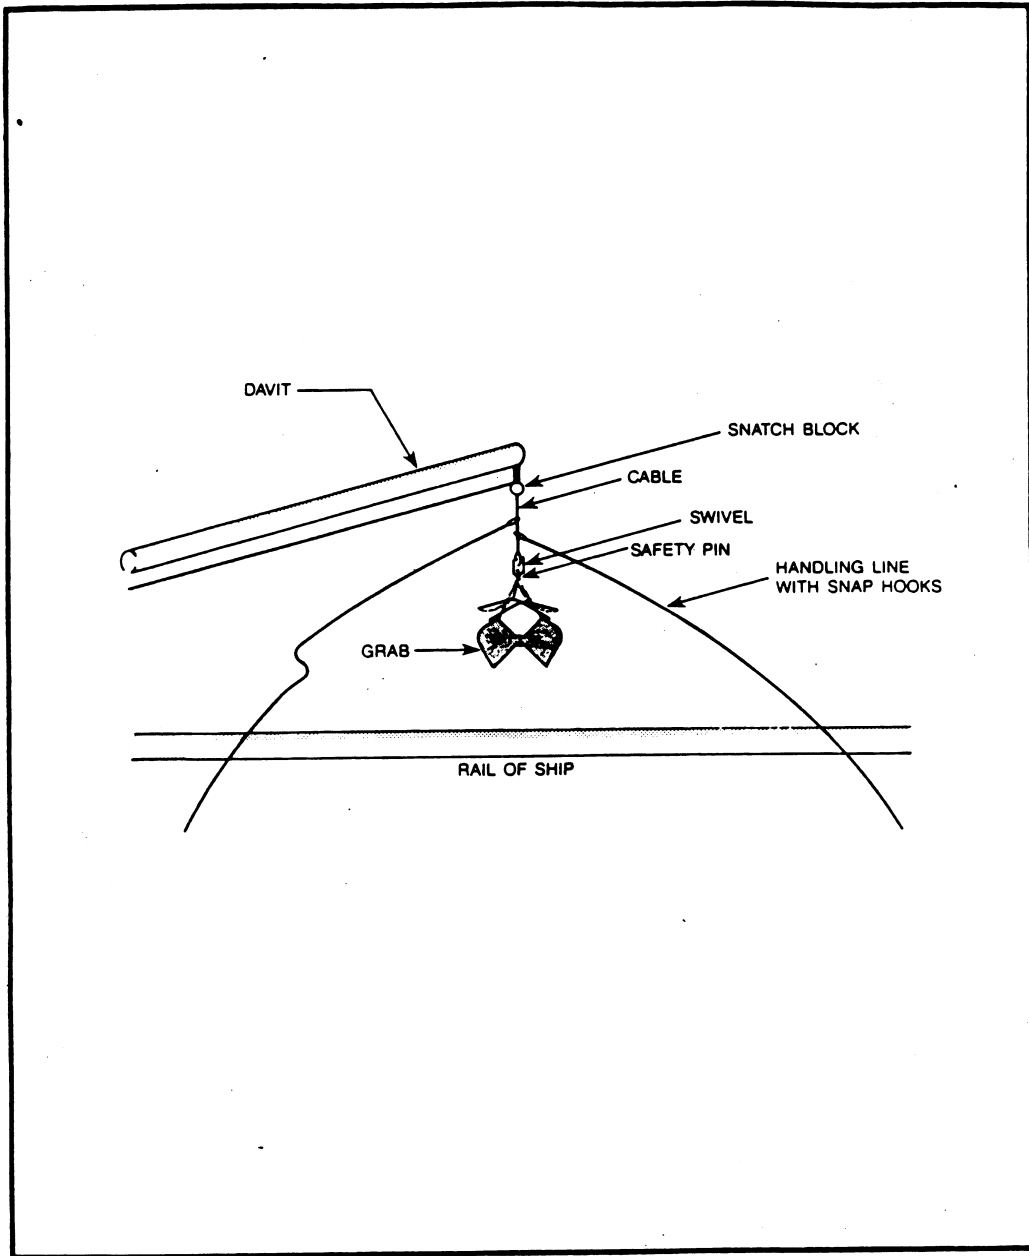 DAVIT
SNATCH BLOCK
CABLE
SWIVEL
SAFETY PIN
HANDLING LINE
WITH SNAP HOOKS
GRAB
RAIL OF SHIP